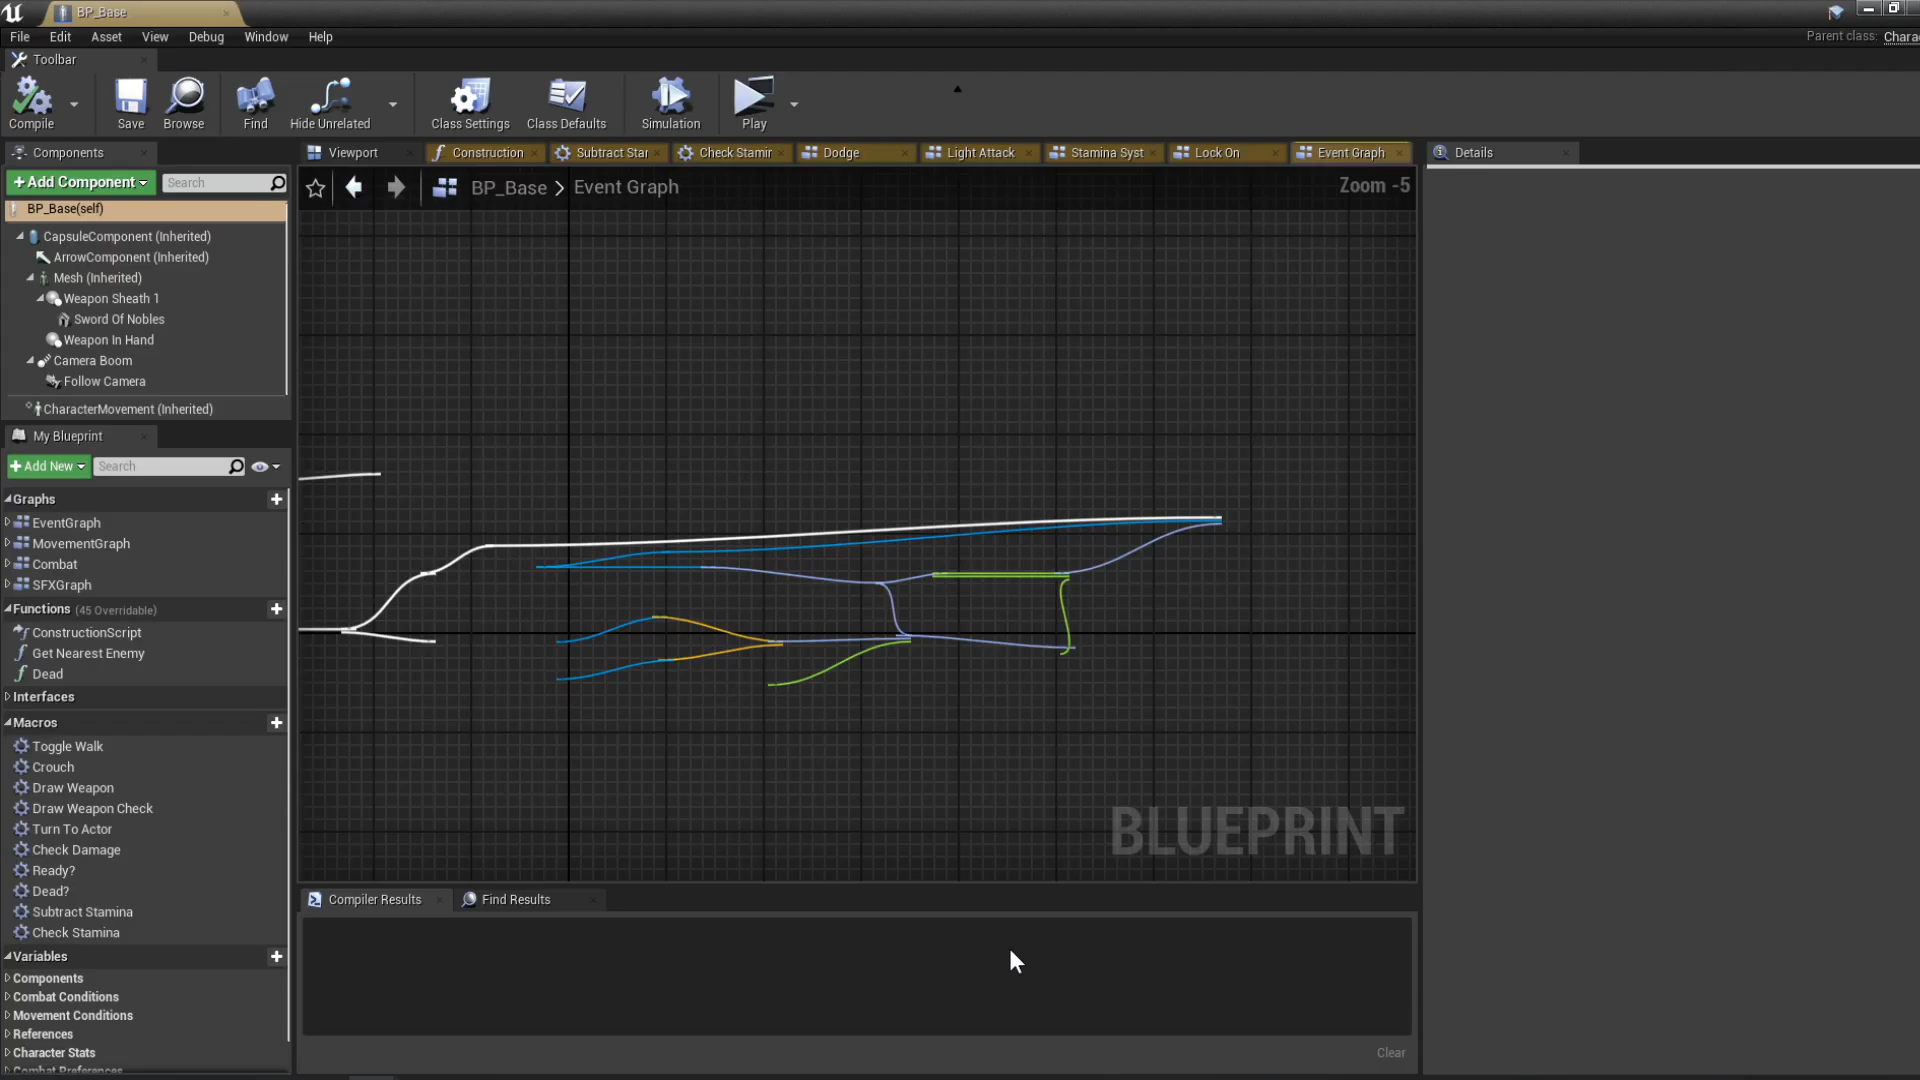 BP_Base
File Edit Asset View Debug Window Help
Parent class: Chara
Toolbar
Compile Save Browse Find Hide Unrelated Class Settings Class Defaults Simulation Play
Components
Viewport Construction Subtract Star Check Stamir Dodge Light Attack Stamina Syst Lock On Event Graph Details
+Add Component Search
BP_Base > Event Graph
Zoom -5
BP_Base(self)
CapsuleComponent (Inherited)
ArrowComponent (Inherited)
Mesh (Inherited)
Weapon Sheath 1
Sword Of Nobles
Weapon In Hand
Camera Boom
Follow Camera
CharacterMovement (Inherited)
My Blueprint
+Add New Search
Graphs
EventGraph
MovementGraph
Combat
SFXGraph
Functions (45 Overridable)
ConstructionScript
Get Nearest Enemy
Dead
Interfaces
Macros
Toggle Walk
Crouch
Draw Weapon
Draw Weapon Check
Turn To Actor
Check Damage
Ready?
Dead?
Subtract Stamina
Check Stamina
Variables
Components
Combat Conditions
Movement Conditions
References
Character Stats
Combat Preferences
BLUEPRINT
Compiler Results Find Results
Clear